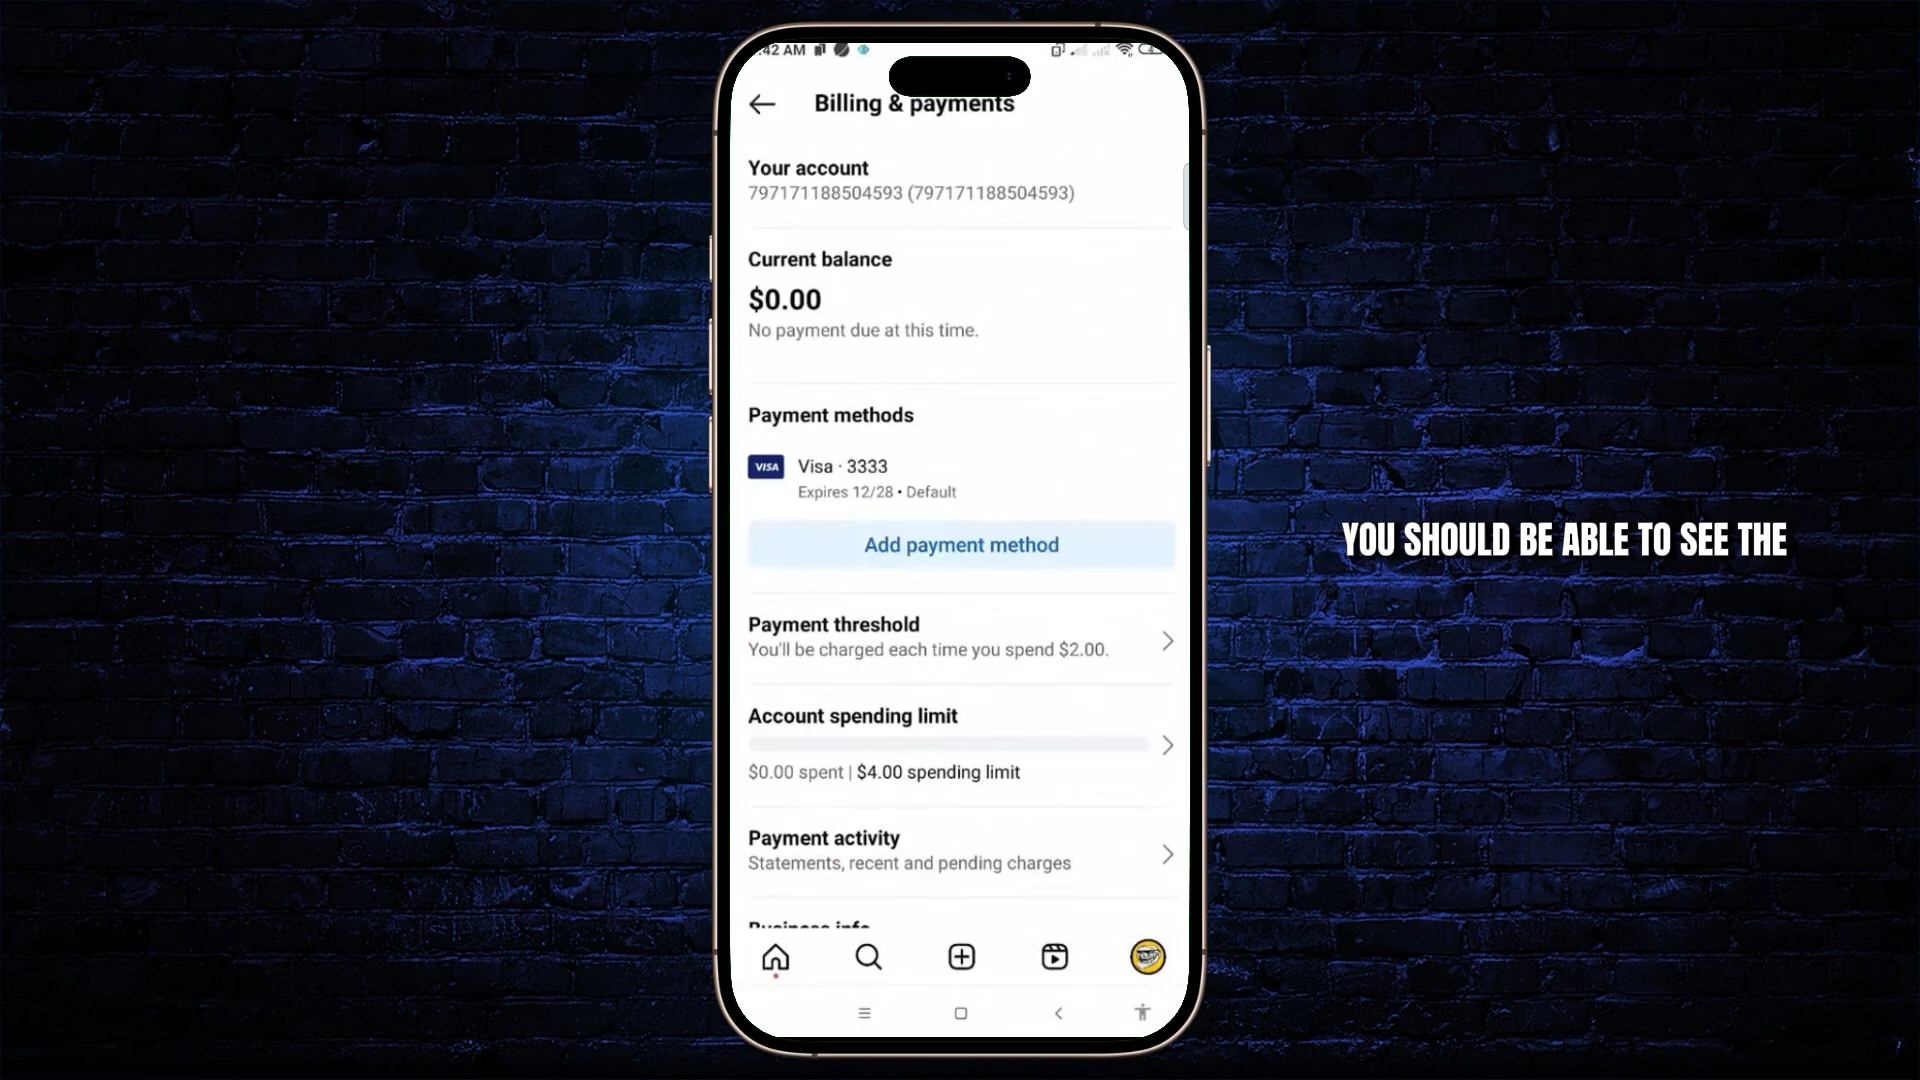 :42 AM
Billing & payments
Your account
797171188504593 (797171188504593)
Current balance
$0.00
No payment due at this time.
Payment methods
VISA Visa · 3333
Expires 12/28 • Default
Add payment method
Payment threshold
You'll be charged each time you spend $2.00.
Account spending limit
$0.00 spent | $4.00 spending limit
Payment activity
Statements, recent and pending charges
Business info
YOU SHOULD BE ABLE TO SEE THE